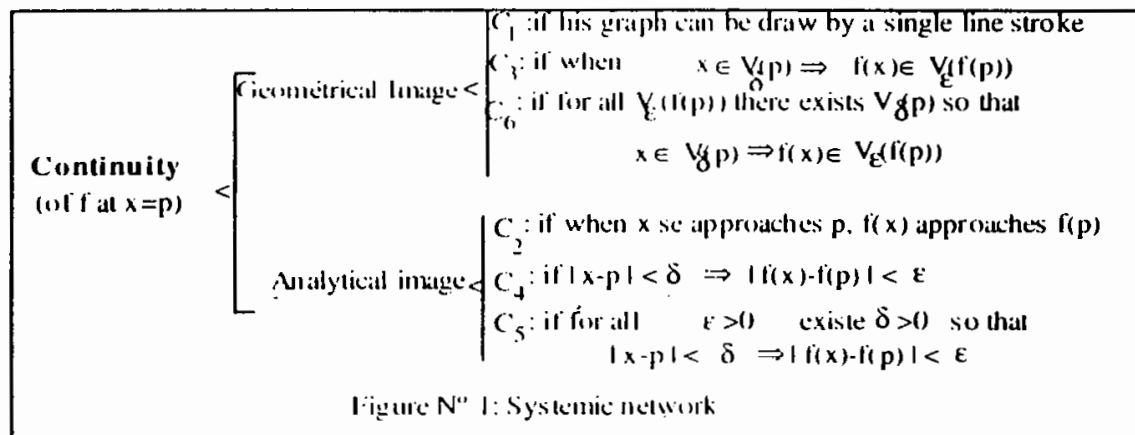 C₁: if his graph can be draw by a single line stroke
Geometrical Image < C₃: if when x ∈ Vδ(p) ⇒ f(x) ∈ Vε(f(p))
C₆: if for all Vε(f(p)) there exists Vδ(p) so that
x ∈ Vδ(p) ⇒ f(x) ∈ Vε(f(p))
Continuity <
(of f at x=p)
C₂: if when x se approaches p, f(x) approaches f(p)
Analytical image < C₄: if | x-p | < δ ⇒ | f(x)-f(p) | < ε
C₅: if for all ε >0 existe δ >0 so that
| x-p | < δ ⇒ | f(x)-f(p) | < ε
Figure Nº 1: Systemic network